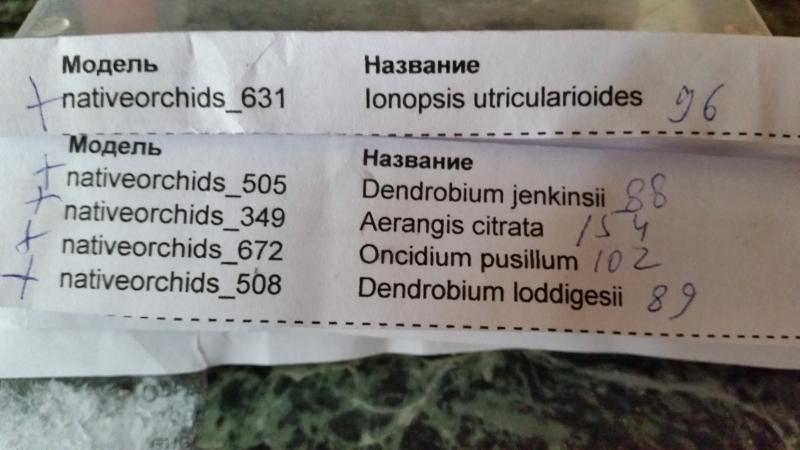 Модель Название
+ nativeorchids_631 Ionopsis utricularioides 96
Модель Название
+ nativeorchids_505 Dendrobium jenkinsii 88
+ nativeorchids_349 Aerangis citrata 154
+ nativeorchids_672 Oncidium pusillum 102
+ nativeorchids_508 Dendrobium loddigesii 89